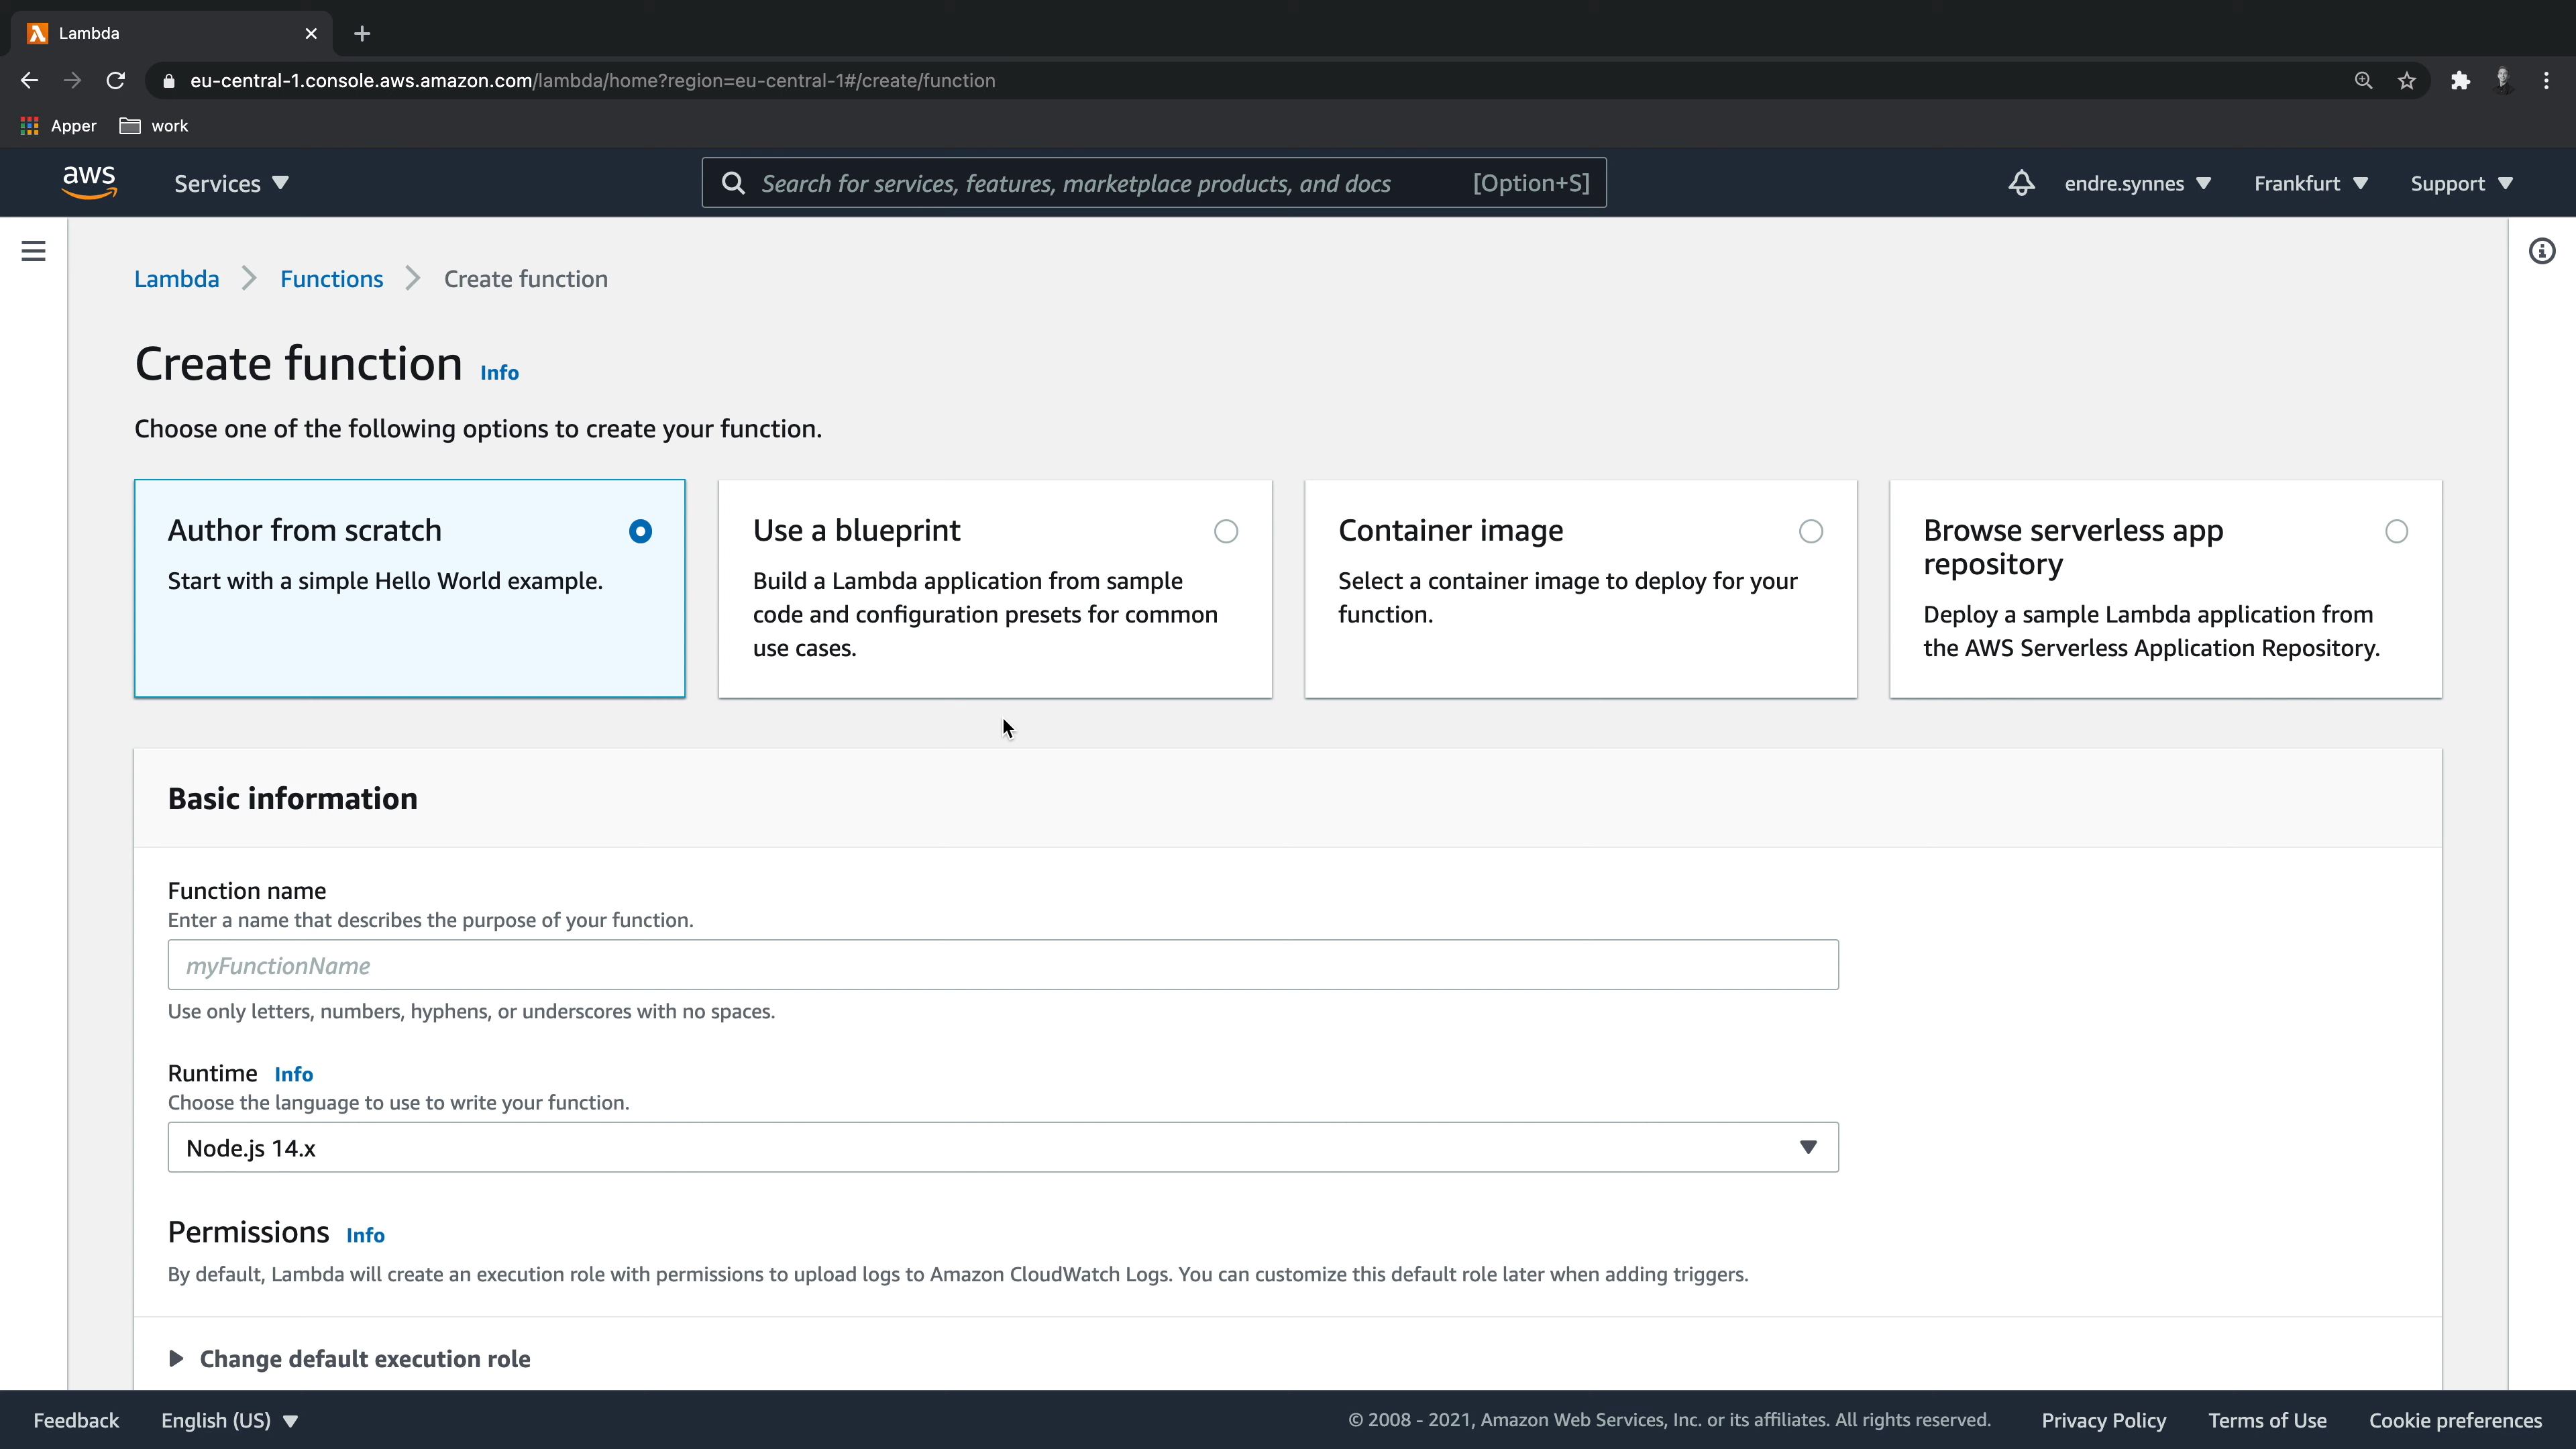 Lambda
eu-central-1.console.aws.amazon.com/lambda/home?region=eu-central-1#/create/function
Apper work
aws Services Search for services, features, marketplace products, and docs [Option+S] endre.synnes Frankfurt Support
Lambda Functions Create function
Create function Info
Choose one of the following options to create your function.
Author from scratch
Start with a simple Hello World example.
Use a blueprint
Build a Lambda application from sample
code and configuration presets for common
use cases.
Container image
Select a container image to deploy for your
function.
Browse serverless app
repository
Deploy a sample Lambda application from
the AWS Serverless Application Repository.
Basic information
Function name
Enter a name that describes the purpose of your function.
myFunctionName
Use only letters, numbers, hyphens, or underscores with no spaces.
Runtime Info
Choose the language to use to write your function.
Node.js 14.x
Permissions Info
By default, Lambda will create an execution role with permissions to upload logs to Amazon CloudWatch Logs. You can customize this default role later when adding triggers.
Change default execution role
Feedback English (US) © 2008 - 2021, Amazon Web Services, Inc. or its affiliates. All rights reserved. Privacy Policy Terms of Use Cookie preferences